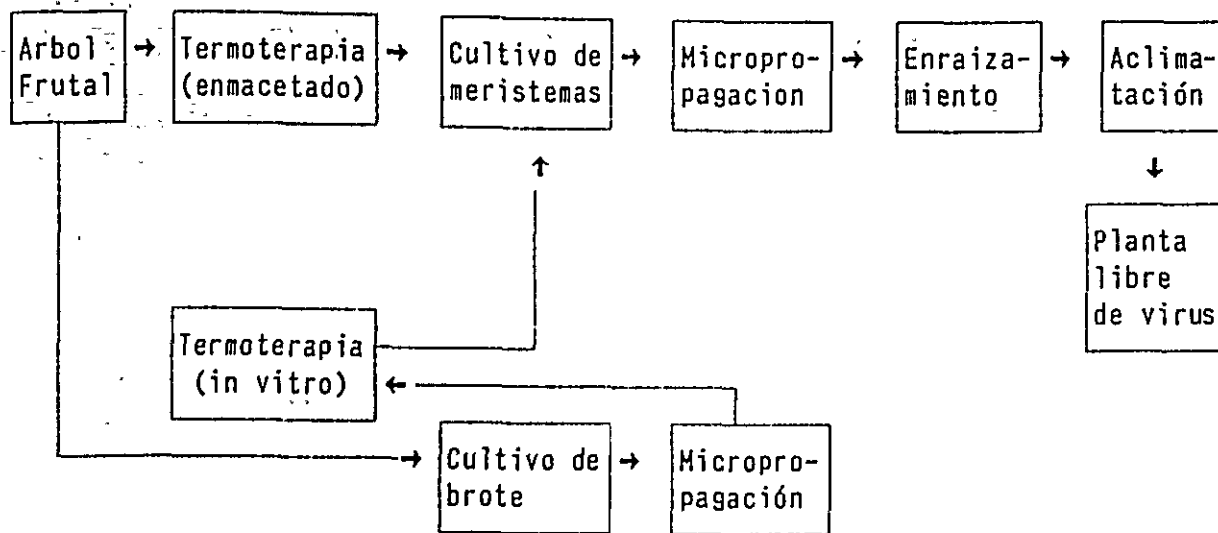 Arbol
Frutal
Termoterapia
(enmacetado)
Cultivo de
meristemas
Micropro-
pagacion
Enraiza-
miento
Aclima-
tación
Planta
libre
de virus
Termoterapia
(in vitro)
Cultivo de
brote
Micropro-
pagación